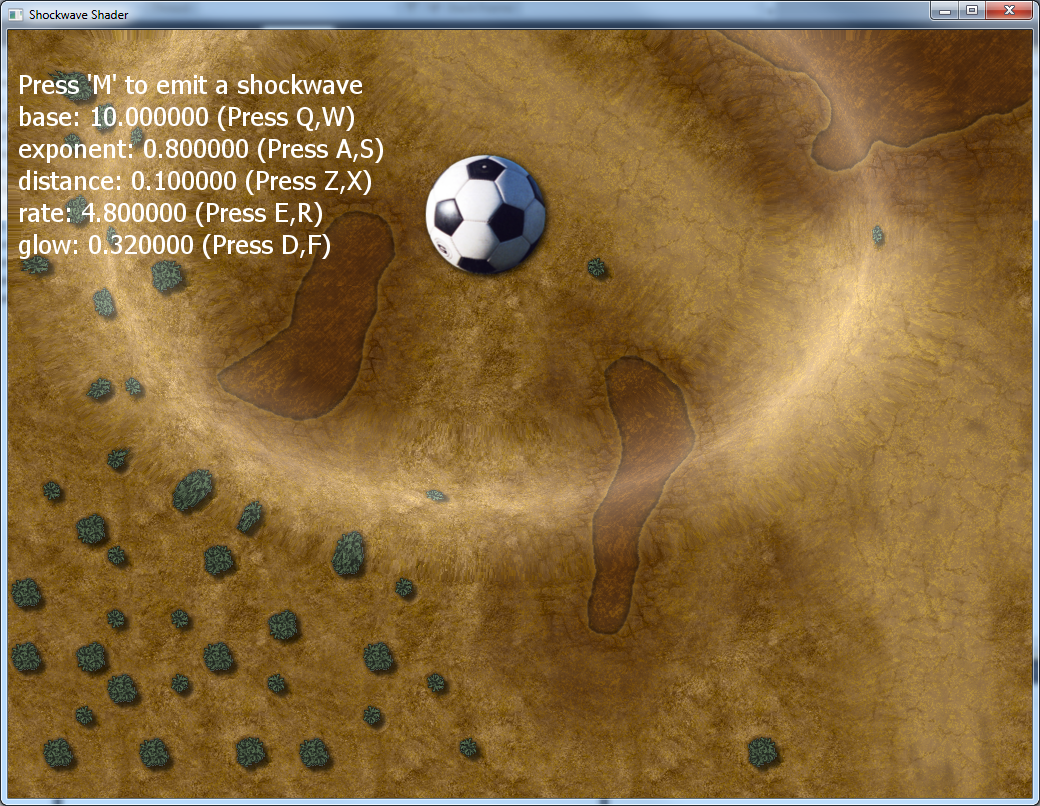 Shockwave Shader
Press 'M' to emit a shockwave
base: 10.000000 (Press Q,W)
exponent: 0.800000 (Press A,S)
distance: 0.100000 (Press Z,X)
rate: 4.800000 (Press E,R)
glow: 0.320000 (Press D,F)